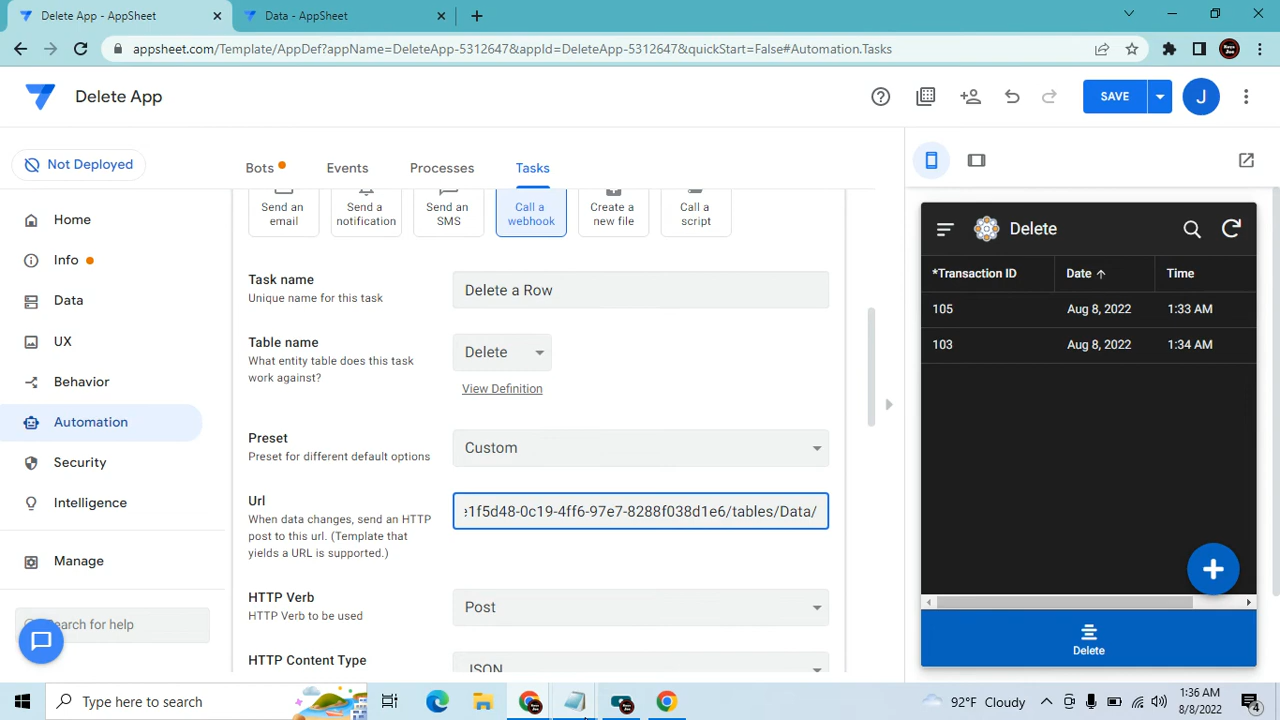 Delete App - AppSheet
Data - AppSheet
appsheet.com/Template/AppDef?appName=DeleteApp-5312647&appId=DeleteApp-5312647&quickStart=False#Automation.Tasks
Delete App
SAVE
J
Not Deployed
Bots
Events
Processes
Tasks
Home
Info
Data
UX
Behavior
Automation
Security
Intelligence
Manage
Search for help
Send an email
Send a notification
Send an SMS
Call a webhook
Create a new file
Call a script
Task name
Unique name for this task
Delete a Row
Table name
What entity table does this task work against?
Delete
View Definition
Preset
Preset for different default options
Custom
Url
When data changes, send an HTTP
post to this url. (Template that
yields a URL is supported.)
e1f5d48-0c19-4ff6-97e7-8288f038d1e6/tables/Data/
HTTP Verb
HTTP Verb to be used
Post
HTTP Content Type
JSON
Delete
*Transaction ID Date Time
105 Aug 8, 2022 1:33 AM
103 Aug 8, 2022 1:34 AM
Delete
Type here to search
92°F Cloudy
1:36 AM
8/8/2022
4